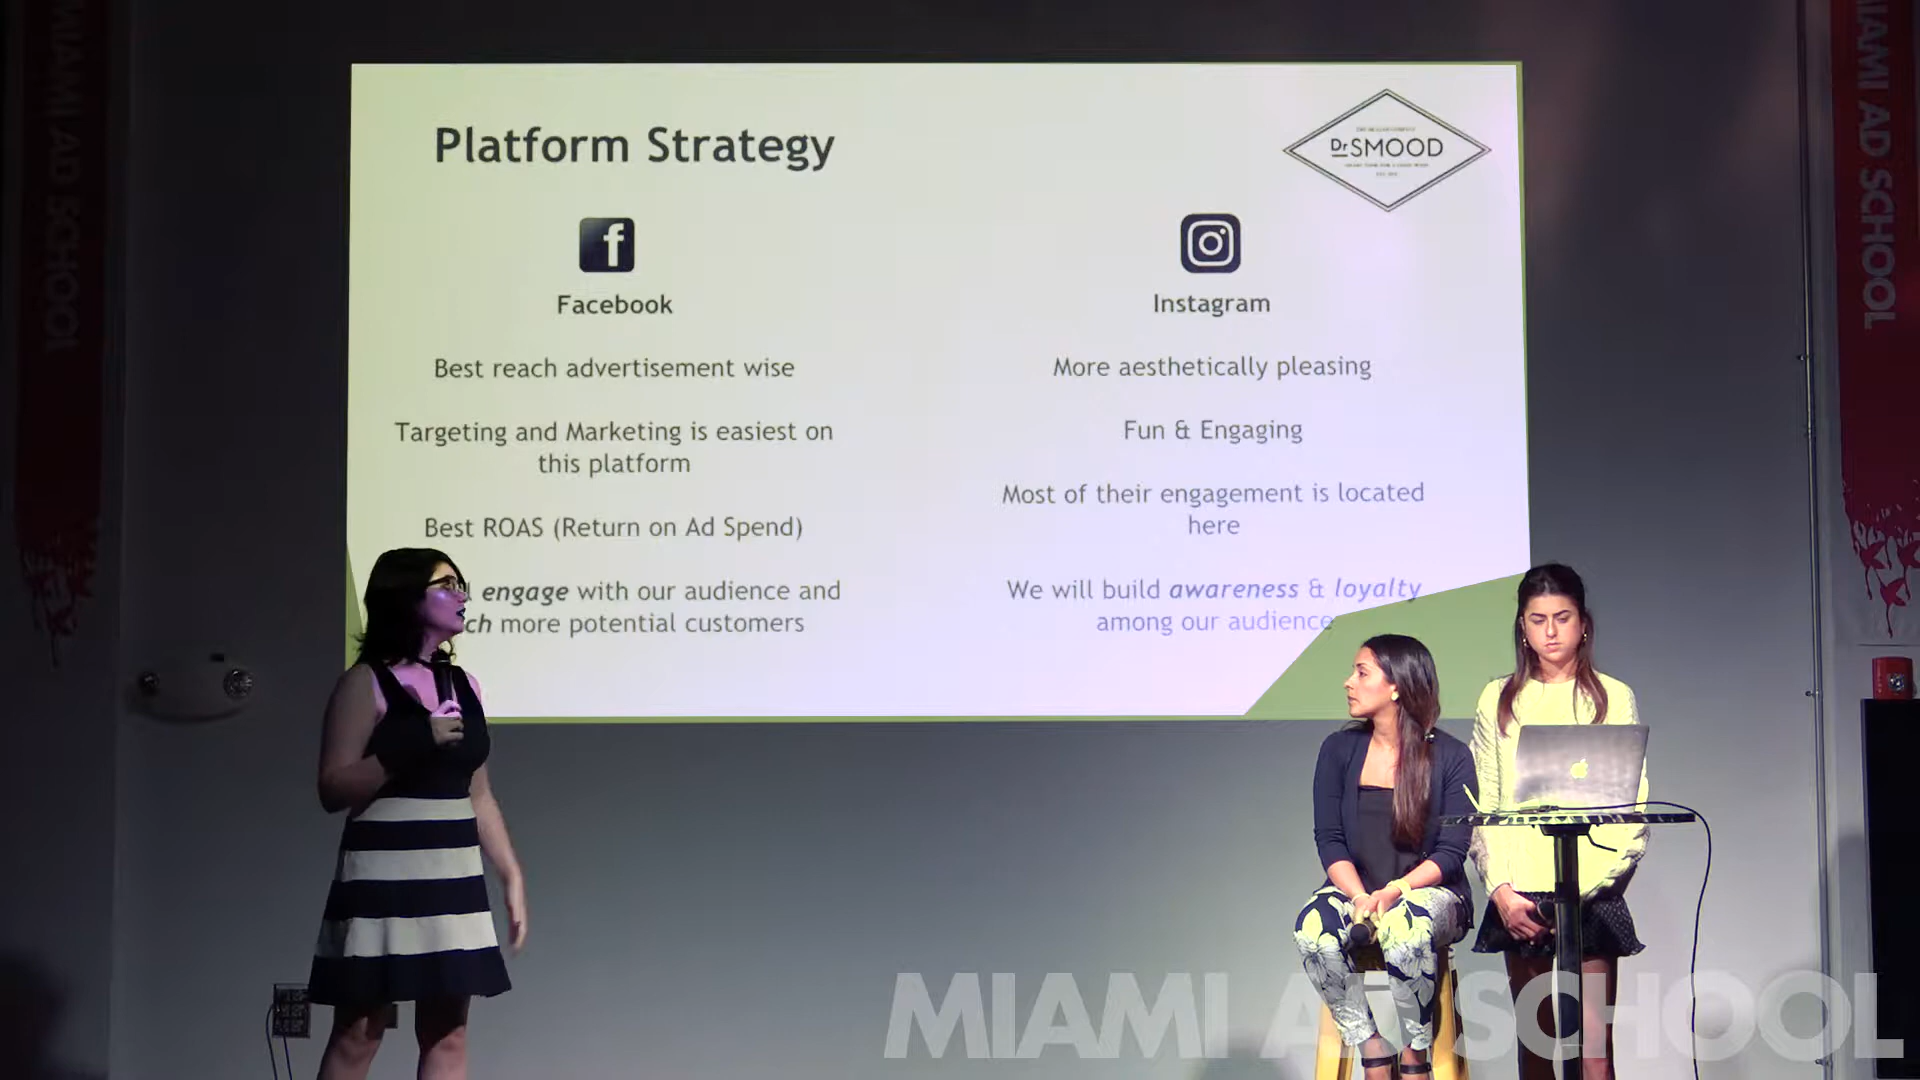 Platform Strategy
Dr SMOOD
Facebook
Best reach advertisement wise
Targeting and Marketing is easiest on
this platform
Best ROAS (Return on Ad Spend)
engage with our audience and
more potential customers
Instagram
More aesthetically pleasing
Fun & Engaging
Most of their engagement is located
here
We will build awareness & loyalty
among our audience
MIAMI AD SCHOOL
MIAMI AD SCHOOL
MIAMI AD SCHOOL